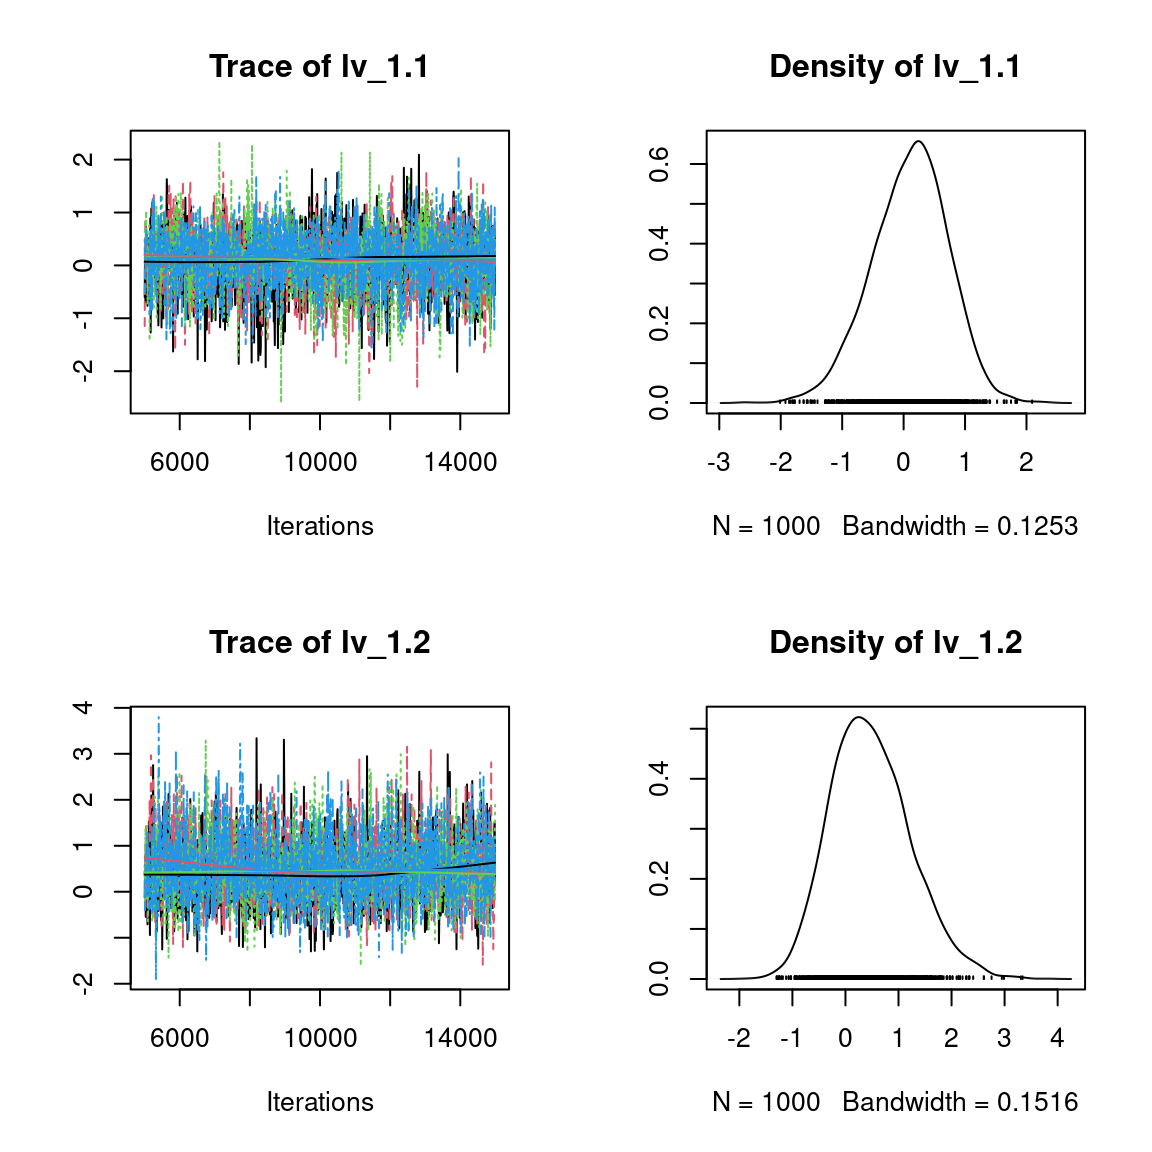 Trace of lv_1.1
2
1
0
-1
-2
6000 10000 14000
Iterations
Density of lv_1.1
0.6
0.4
0.2
0.0
-3 -2 -1 0 1 2
N = 1000 Bandwidth = 0.1253
Trace of lv_1.2
4
3
2
1
0
-2
6000 10000 14000
Iterations
Density of lv_1.2
0.4
0.2
0.0
-2 -1 0 1 2 3 4
N = 1000 Bandwidth = 0.1516